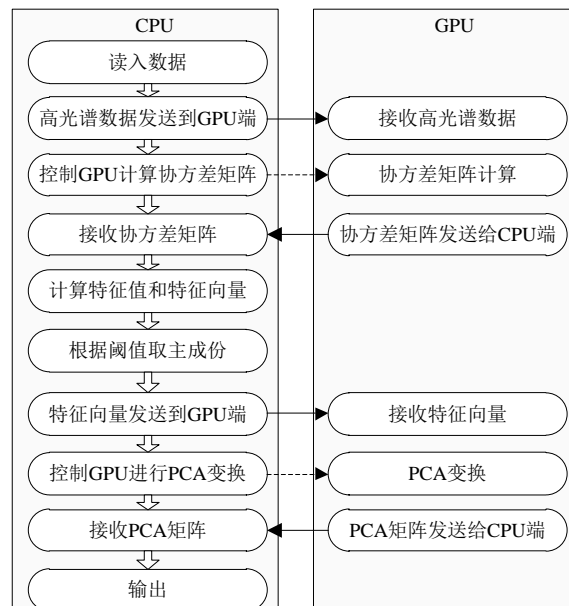 CPU
GPU
读入数据
高光谱数据发送到GPU端
接收高光谱数据
控制GPU计算协方差矩阵
协方差矩阵计算
接收协方差矩阵
协方差矩阵发送给CPU端
计算特征值和特征向量
根据阈值取主成份
特征向量发送到GPU端
接收特征向量
控制GPU进行PCA变换
PCA变换
接收PCA矩阵
PCA矩阵发送给CPU端
输出